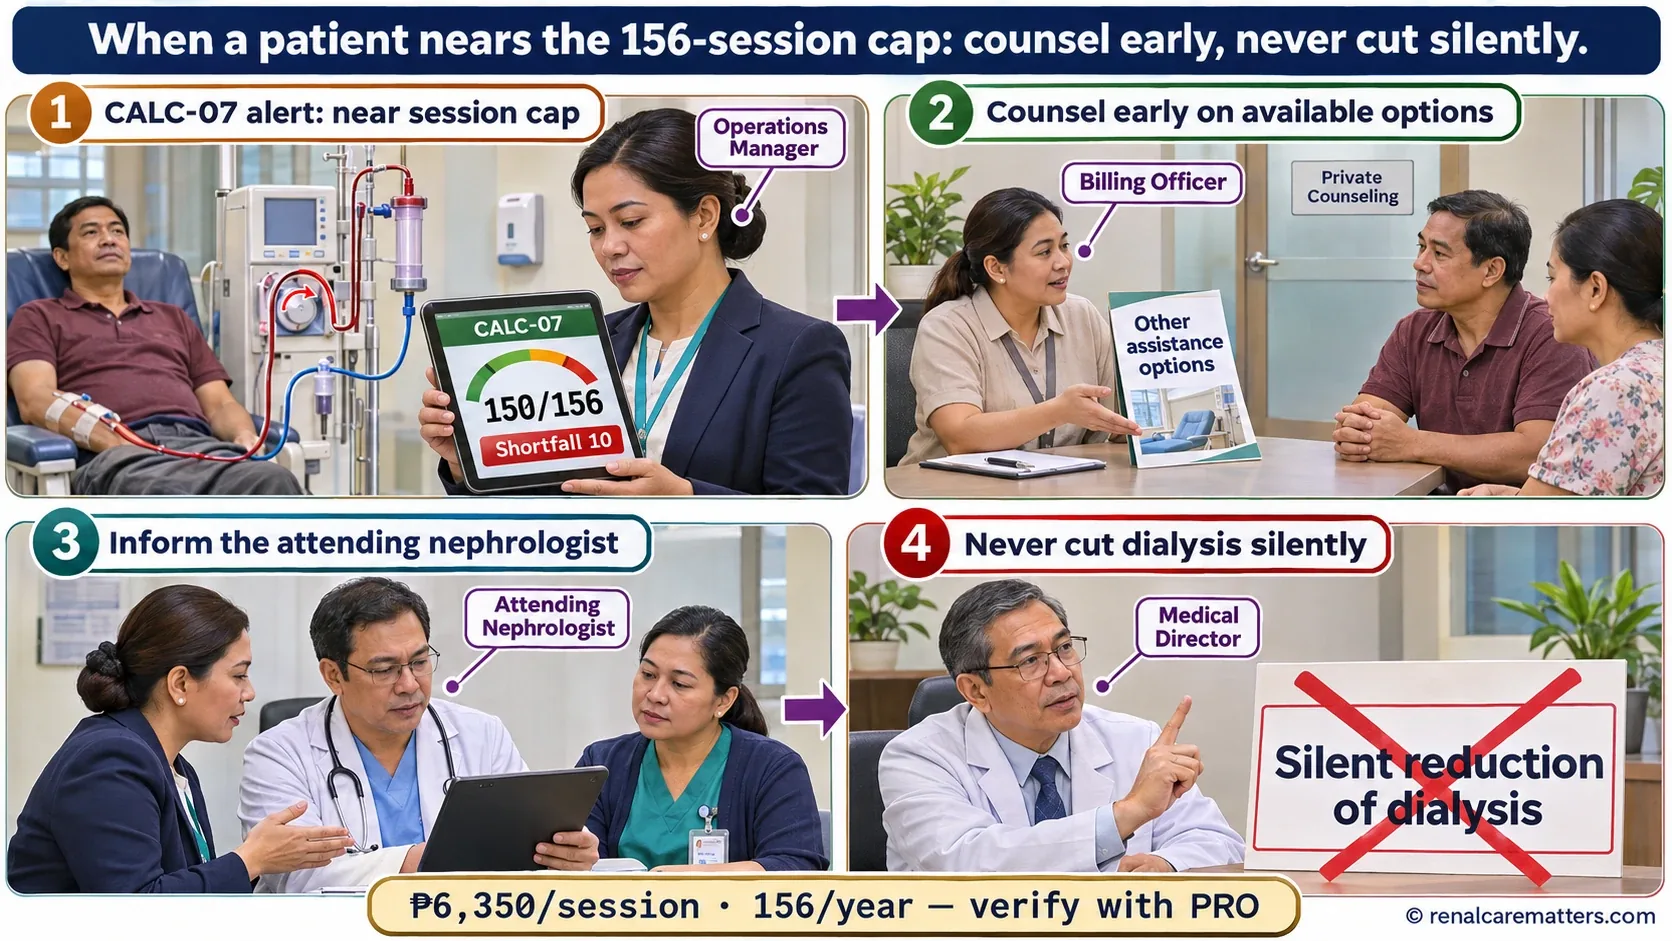 When a patient nears the 156-session cap: counsel early, never cut silently.
1 CALC-07 alert: near session cap
Operations
Manager
CALC-07
150/156
Shortfall 10
2 Counsel early on available options
Billing Officer
Private
Counseling
Other
assistance
options
3 Inform the attending nephrologist
Attending
Nephrologist
4 Never cut dialysis silently
Medical
Director
Silent reduction
of dialysis
₱6,350/session · 156/year — verify with PRO
© renalcarematters.com